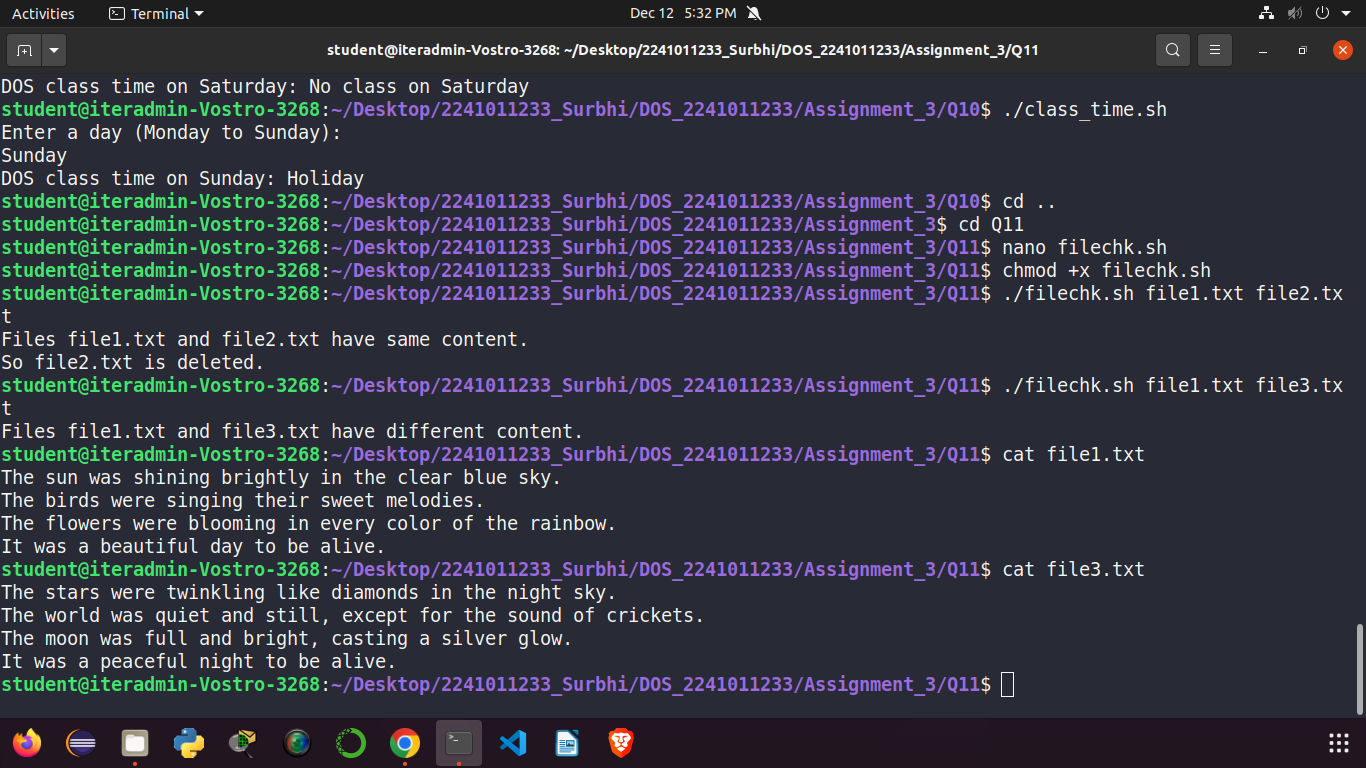 Activities
Terminal
Dec 12 5:32 PM
student@iteradmin-Vostro-3268: ~/Desktop/2241011233_Surbhi/DOS_2241011233/Assignment_3/Q11
DOS class time on Saturday: No class on Saturday
student@iteradmin-Vostro-3268:~/Desktop/2241011233_Surbhi/DOS_2241011233/Assignment_3/Q10$ ./class_time.sh
Enter a day (Monday to Sunday):
Sunday
DOS class time on Sunday: Holiday
student@iteradmin-Vostro-3268:~/Desktop/2241011233_Surbhi/DOS_2241011233/Assignment_3/Q10$ cd ..
student@iteradmin-Vostro-3268:~/Desktop/2241011233_Surbhi/DOS_2241011233/Assignment_3$ cd Q11
student@iteradmin-Vostro-3268:~/Desktop/2241011233_Surbhi/DOS_2241011233/Assignment_3/Q11$ nano filechk.sh
student@iteradmin-Vostro-3268:~/Desktop/2241011233_Surbhi/DOS_2241011233/Assignment_3/Q11$ chmod +x filechk.sh
student@iteradmin-Vostro-3268:~/Desktop/2241011233_Surbhi/DOS_2241011233/Assignment_3/Q11$ ./filechk.sh file1.txt file2.tx
t
Files file1.txt and file2.txt have same content.
So file2.txt is deleted.
student@iteradmin-Vostro-3268:~/Desktop/2241011233_Surbhi/DOS_2241011233/Assignment_3/Q11$ ./filechk.sh file1.txt file3.tx
t
Files file1.txt and file3.txt have different content.
student@iteradmin-Vostro-3268:~/Desktop/2241011233_Surbhi/DOS_2241011233/Assignment_3/Q11$ cat file1.txt
The sun was shining brightly in the clear blue sky.
The birds were singing their sweet melodies.
The flowers were blooming in every color of the rainbow.
It was a beautiful day to be alive.
student@iteradmin-Vostro-3268:~/Desktop/2241011233_Surbhi/DOS_2241011233/Assignment_3/Q11$ cat file3.txt
The stars were twinkling like diamonds in the night sky.
The world was quiet and still, except for the sound of crickets.
The moon was full and bright, casting a silver glow.
It was a peaceful night to be alive.
student@iteradmin-Vostro-3268:~/Desktop/2241011233_Surbhi/DOS_2241011233/Assignment_3/Q11$